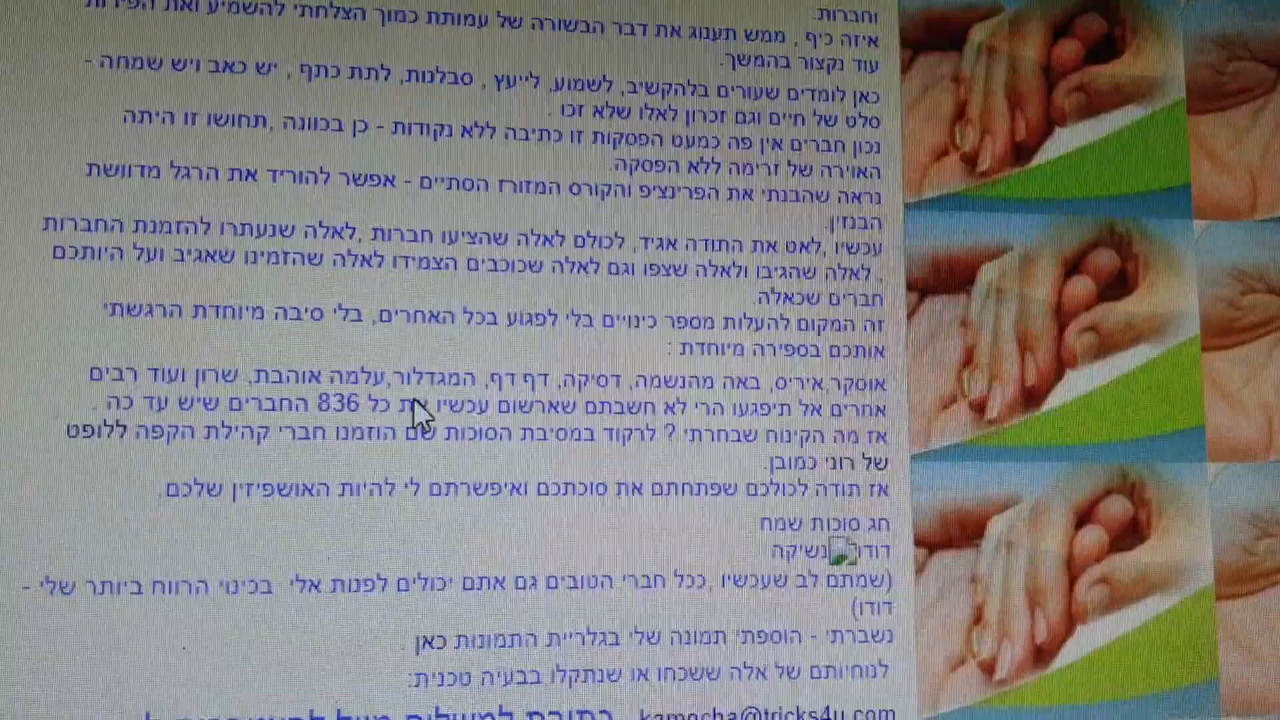 וחברות.
איזה כיף , ממש תענוג את דבר הבשורה של עמותת כמוך הצלחתי להשמיע ואת הפירות
עוד נקצור בהמשך.
כאן לומדים שעורים בלהקשיב, לשמוע, לייעץ , סבלנות, לתת כתף , יש כאב ויש שמחה -
סלט של חיים וגם זכרון לאלו שלא זכו .
נכון חברים אין פה כמעט הפסקות זו כתיבה ללא נקודות - כן בכוונה ,תחושו זו היתה
האוירה של זרימה ללא הפסקה.
נראה שהבנתי את הפרינציפ והקורס המזורז הסתיים - אפשר להוריד את הרגל מדוושת
הבנזין.
עכשיו ,לאט את התודה אגיד, לכולם לאלה שהציעו חברות ,לאלה שנעתרו להזמנת החברות
, לאלה שהגיבו ולאלה שצפו וגם לאלה שכוכבים הצמידו לאלה שהזמינו שאגיב ועל היותכם
חברים שכאלה.
זה המקום להעלות מספר כינויים בלי לפגוע בכל האחרים, בלי סיבה מיוחדת הרגשתי
אותכם בספירה מיוחדת :
אוסקר,איריס, באה מהנשמה, דסיקה, דף דף, המגדלור,עלמה אוהבת, שרון ועוד רבים
אחרים אל תיפגעו הרי לא חשבתם שארשום עכשיו את כל 836 החברים שיש עד כה .
אז מה הקינוח שבחרתי ? לרקוד במסיבת הסוכות שם הוזמנו חברי קהילת הקפה ללופט
של רוני כמובן.
אז תודה לכולכם שפתחתם את סוכתכם ואיפשרתם לי להיות האושפיזין שלכם.
חג סוכות שמח
דודו נשיקה
(שמתם לב שעכשיו ,ככל חברי הטובים גם אתם יכולים לפנות אלי בכינוי הרווח ביותר שלי -
דודו)
נשברתי - הוספתי תמונה שלי בגלריית התמונות כאן .
לנוחיותם של אלה ששכחו או שנתקלו בבעיה טכנית:
kamocha@tricks4u.com